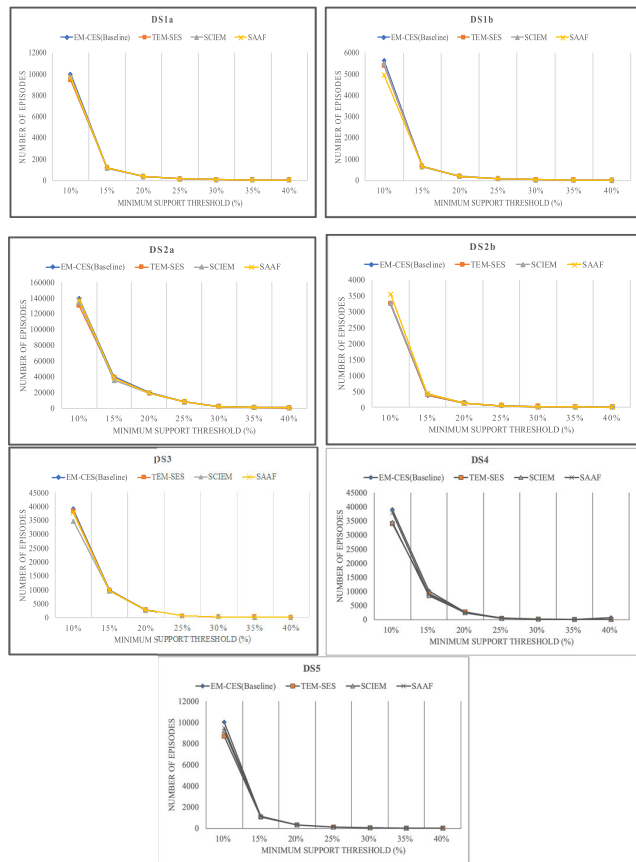 DS1a
EM-CES(Baseline) TEM-SES SCIEM SAAF
NUMBER OF EPISODES
12000
10000
8000
6000
4000
2000
0
10% 15% 20% 25% 30% 35% 40%
MINIMUM SUPPORT THRESHOLD (%)
DS1b
EM-CES(Baseline) TEM-SES SCIEM SAAF
NUMBER OF EPISODES
6000
5000
4000
3000
2000
1000
0
10% 15% 20% 25% 30% 35% 40%
MINIMUM SUPPORT THRESHOLD (%)
DS2a
EM-CES(Baseline) TEM-SES SCIEM SAAF
NUMBER OF EPISODES
160000
140000
120000
100000
80000
60000
40000
20000
0
10% 15% 20% 25% 30% 35% 40%
MINIMUM SUPPORT THRESHOLD (%)
DS2b
EM-CES(Baseline) TEM-SES SCIEM SAAF
NUMBER OF EPISODES
4000
3500
3000
2500
2000
1500
1000
500
0
10% 15% 20% 25% 30% 35% 40%
MINIMUM SUPPORT THRESHOLD (%)
DS3
EM-CES(Baseline) TEM-SES SCIEM SAAF
NUMBER OF EPISODES
45000
40000
35000
30000
25000
20000
15000
10000
5000
0
10% 15% 20% 25% 30% 35% 40%
MINIMUM SUPPORT THRESHOLD (%)
DS4
EM-CES(Baseline) TEM-SES SCIEM SAAF
NUMBER OF EPISODES
45000
40000
35000
30000
25000
20000
15000
10000
5000
0
10% 15% 20% 25% 30% 35% 40%
MINIMUM SUPPORT THRESHOLD (%)
DS5
EM-CES(Baseline) TEM-SES SCIEM SAAF
NUMBER OF EPISODES
12000
10000
8000
6000
4000
2000
0
10% 15% 20% 25% 30% 35% 40%
MINIMUM SUPPORT THRESHOLD (%)